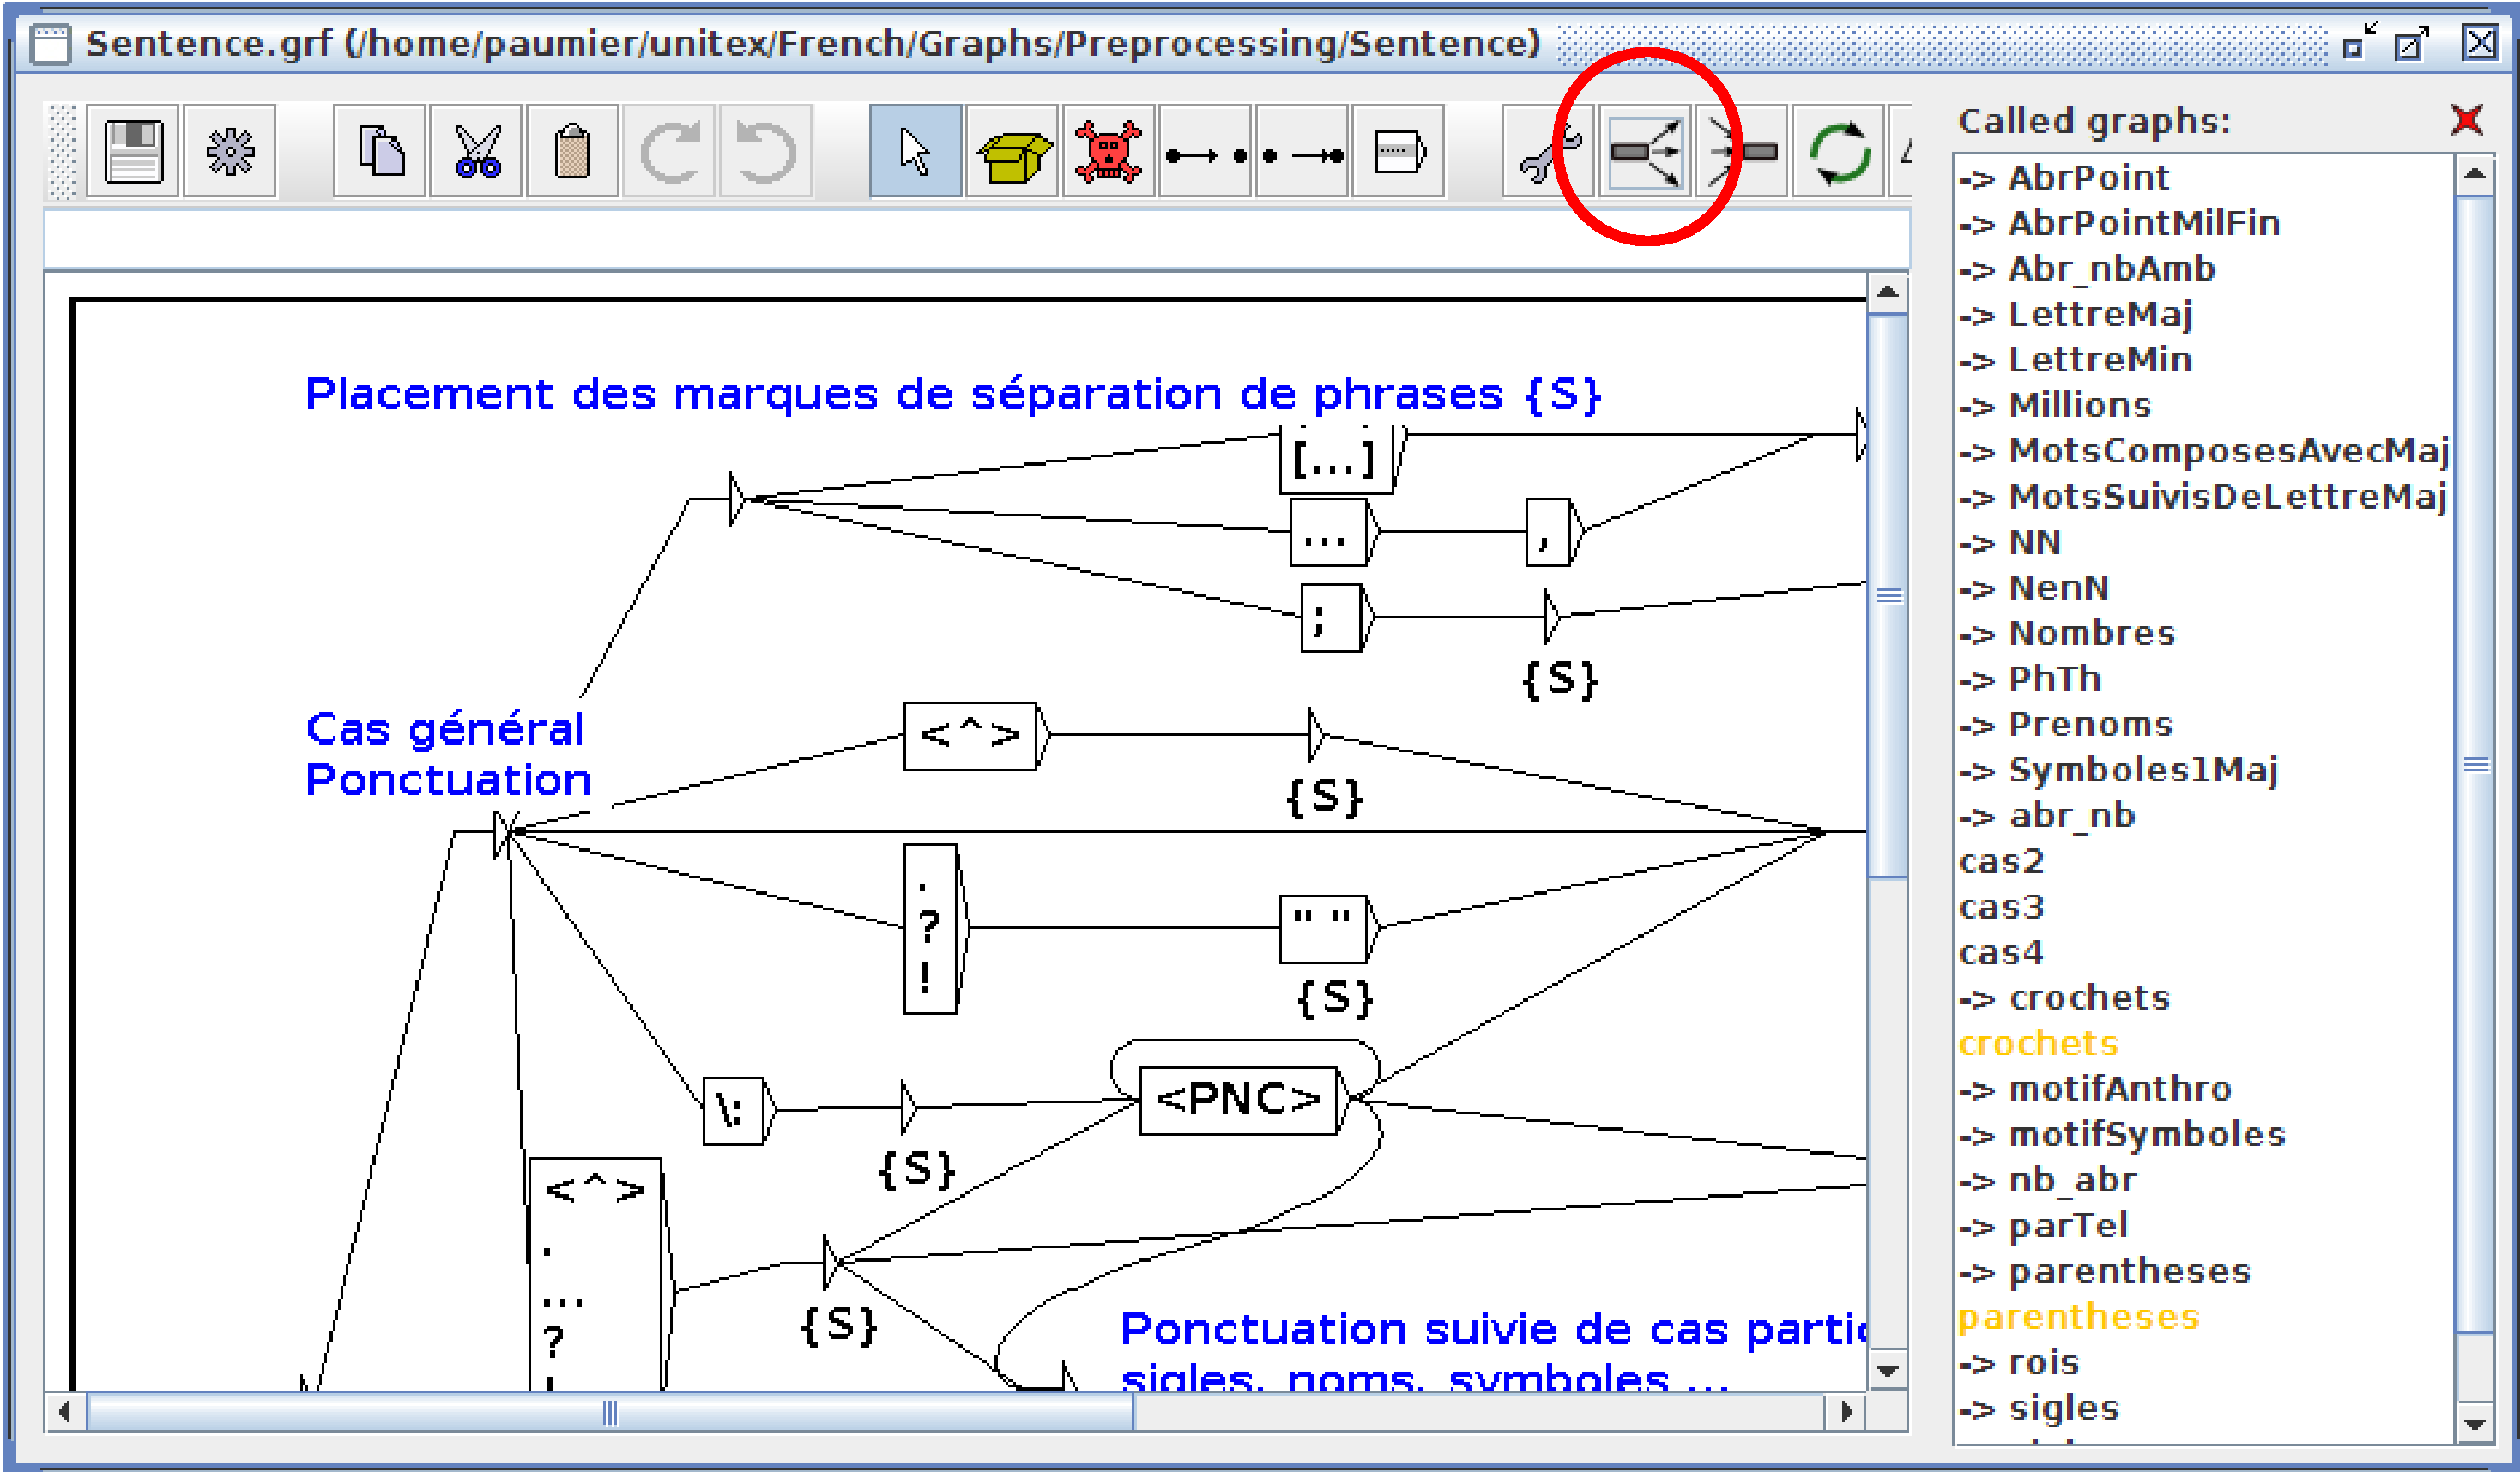 Sentence.grf (/home/paumier/unitex/French/Graphs/Preprocessing/Sentence)
Placement des marques de séparation de phrases {S}
[...]
... ,
;
{S}
Cas général
Ponctuation
<^>
{S}
.
?
!
" "
{S}
\:
{S}
<PNC>
<^>
.
...
?
!
{S}
Ponctuation suivie de cas partic
sigles, noms, symboles ...
Called graphs:
-> AbrPoint
-> AbrPointMilFin
-> Abr_nbAmb
-> LettreMaj
-> LettreMin
-> Millions
-> MotsComposesAvecMaj
-> MotsSuivisDeLettreMaj
-> NN
-> NenN
-> Nombres
-> PhTh
-> Prenoms
-> Symboles1Maj
-> abr_nb
cas2
cas3
cas4
-> crochets
crochets
-> motifAnthro
-> motifSymboles
-> nb_abr
-> parTel
-> parentheses
parentheses
-> rois
-> sigles